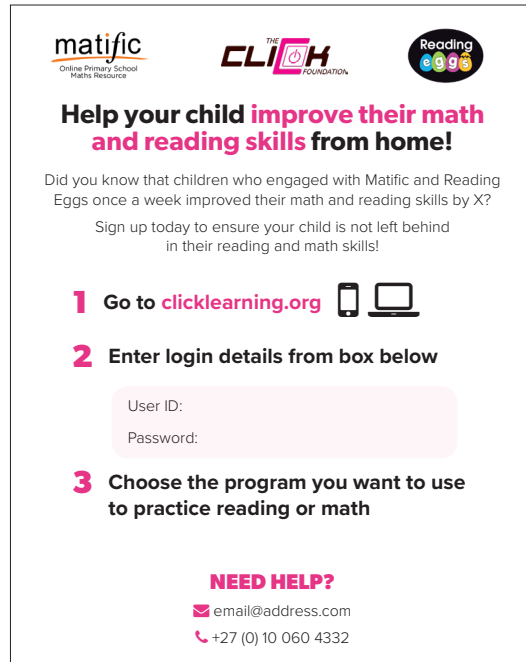 matific
Online Primary School
Maths Resource
THE
CLICK
FOUNDATION
Reading
eggs
Help your child improve their math
and reading skills from home!
Did you know that children who engaged with Matific and Reading
Eggs once a week improved their math and reading skills by X?
Sign up today to ensure your child is not left behind
in their reading and math skills!
1 Go to clicklearning.org
2 Enter login details from box below
User ID:
Password:
3 Choose the program you want to use
to practice reading or math
NEED HELP?
email@address.com
+27 (0) 10 060 4332